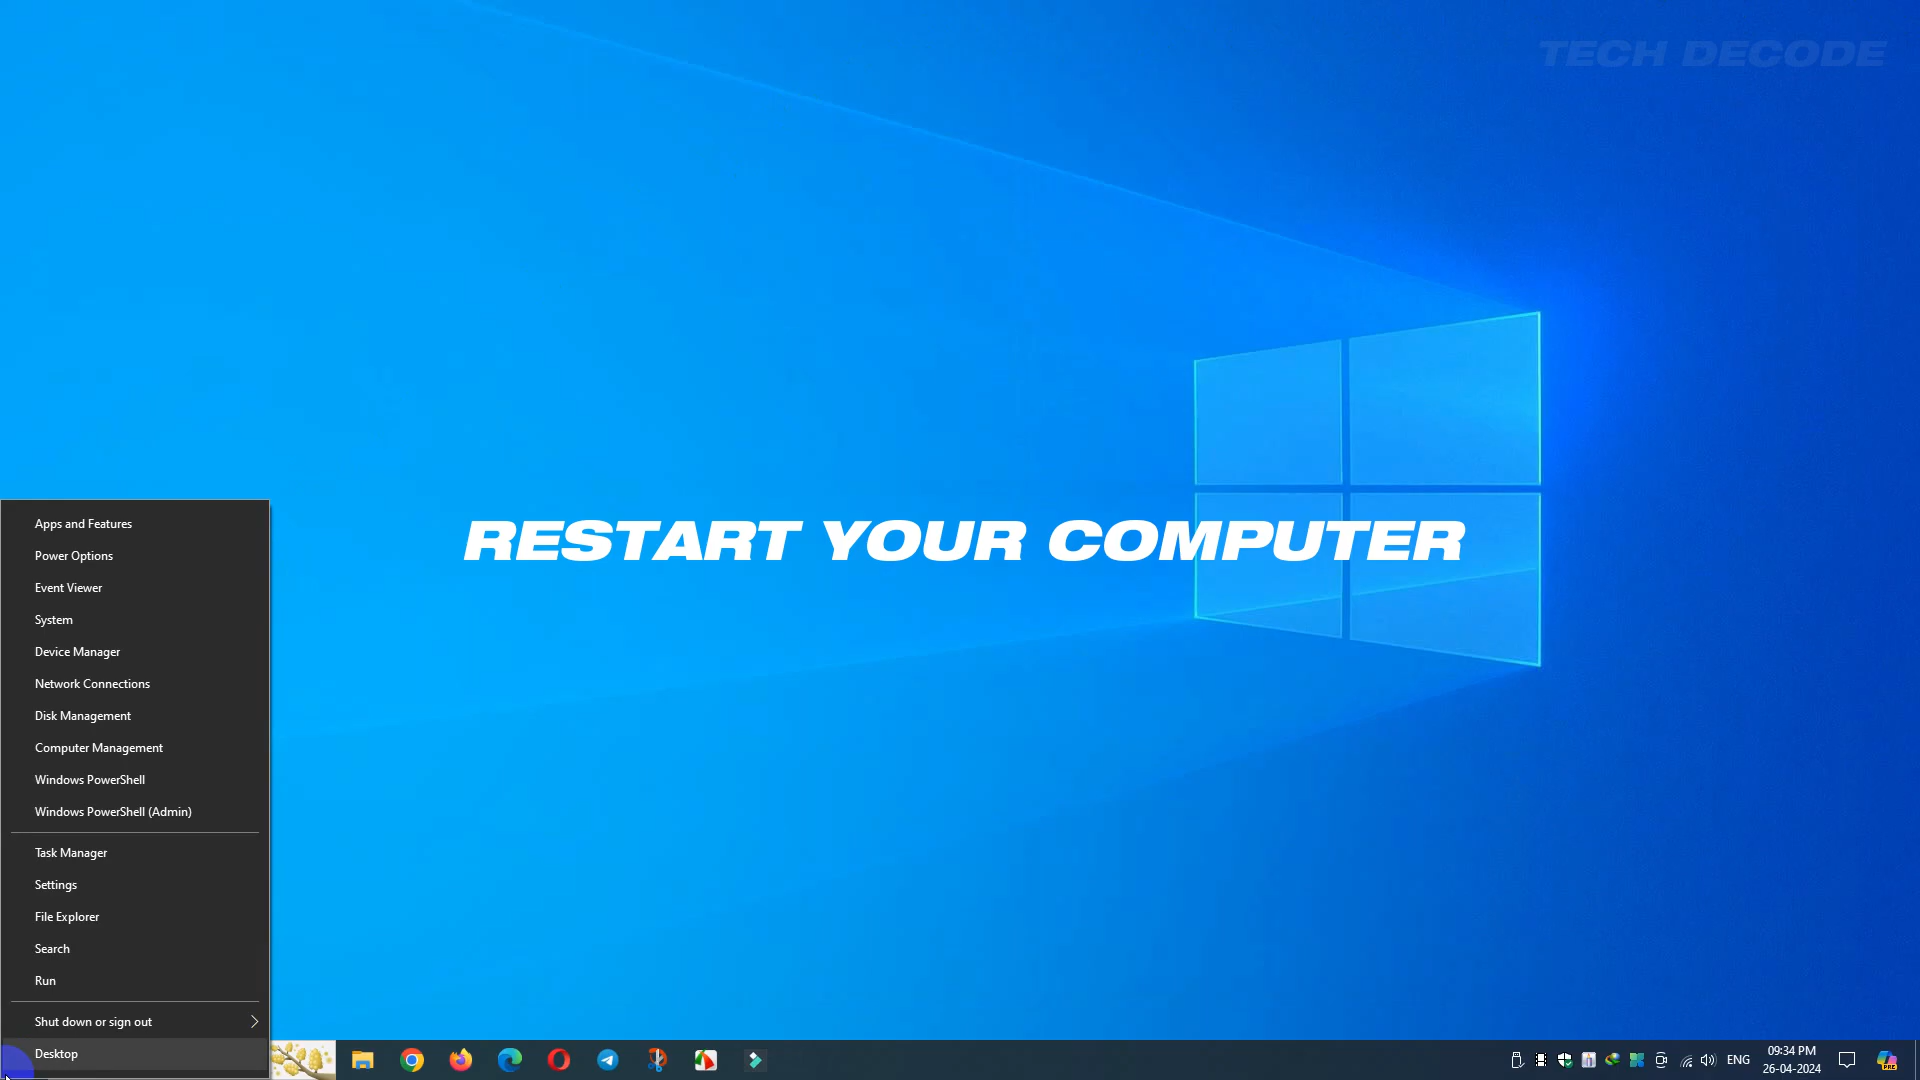 TECH DECODE
RESTART YOUR COMPUTER
Apps and Features
Power Options
Event Viewer
System
Device Manager
Network Connections
Disk Management
Computer Management
Windows PowerShell
Windows PowerShell (Admin)
Task Manager
Settings
File Explorer
Search
Run
Shut down or sign out
Desktop
ENG
09:34 PM
26-04-2024
PRE